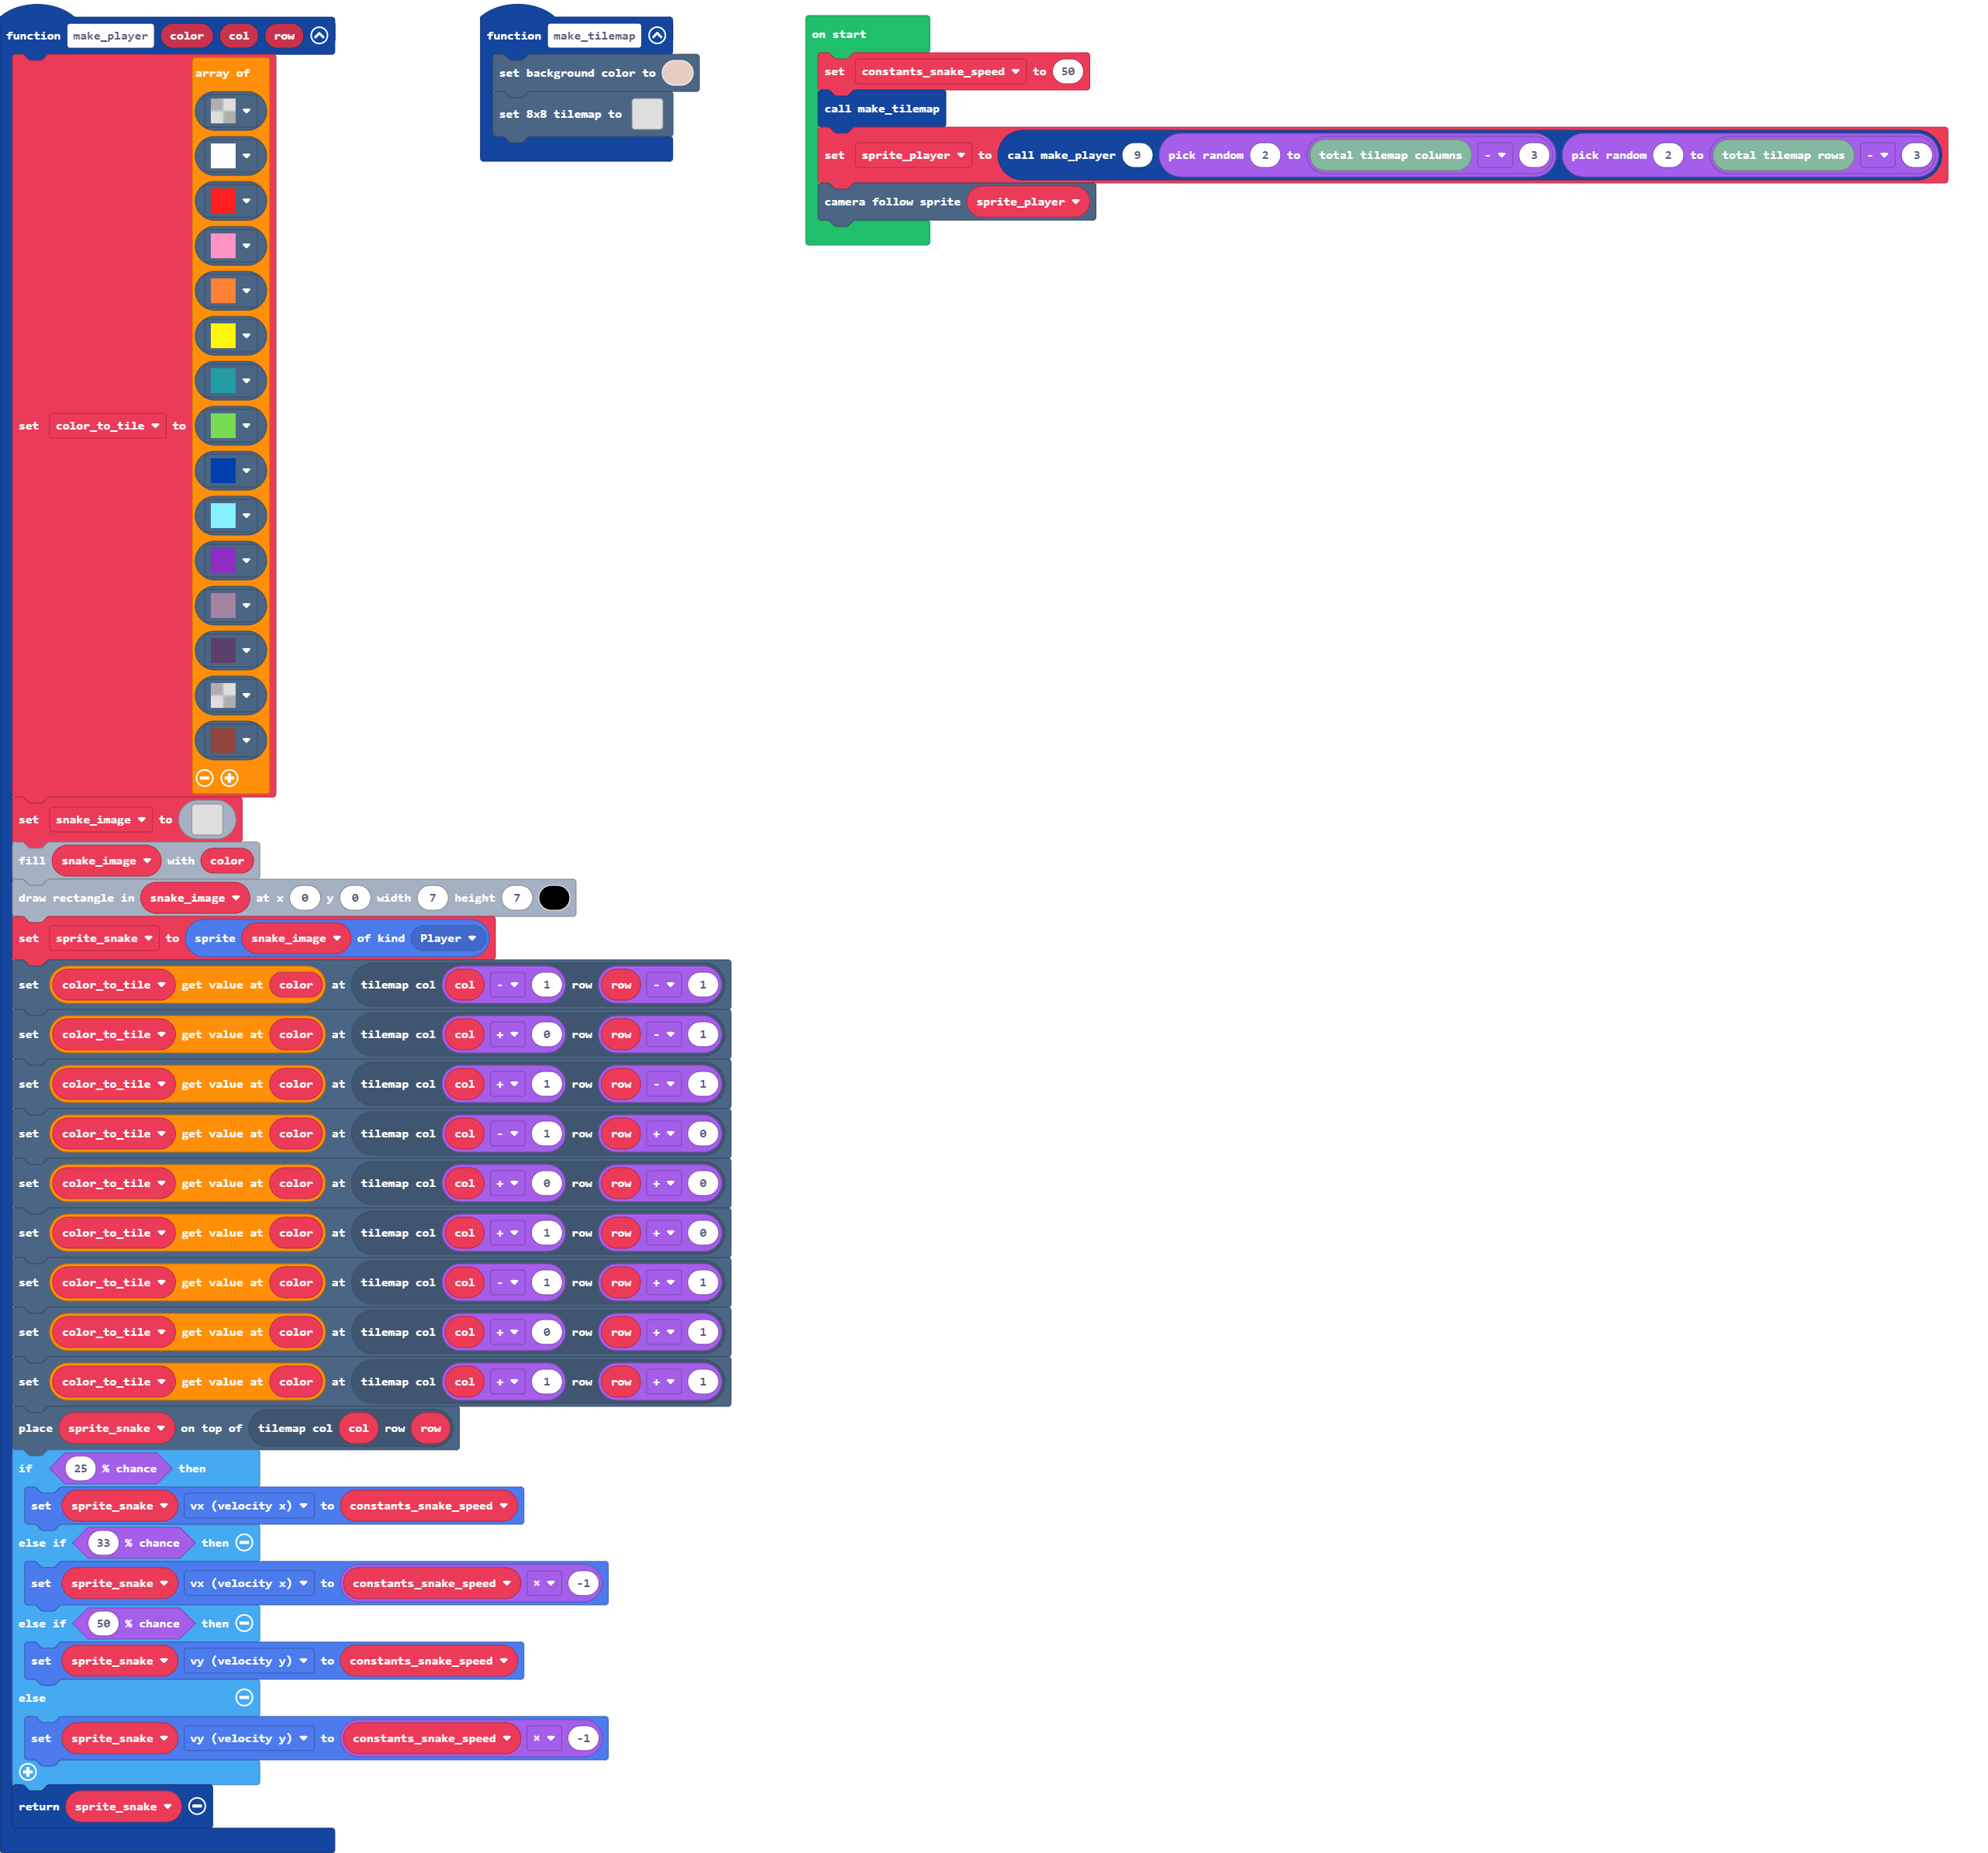 function make_player color col row
array of
set color_to_tile to
set snake_image to
fill snake_image with color
draw rectangle in snake_image at x 0 y 0 width 7 height 7
set sprite_snake to sprite snake_image of kind Player
set color_to_tile get value at color at tilemap col col - 1 row row - 1
set color_to_tile get value at color at tilemap col col + 0 row row - 1
set color_to_tile get value at color at tilemap col col + 1 row row - 1
set color_to_tile get value at color at tilemap col col - 1 row row + 0
set color_to_tile get value at color at tilemap col col + 0 row row + 0
set color_to_tile get value at color at tilemap col col + 1 row row + 0
set color_to_tile get value at color at tilemap col col - 1 row row + 1
set color_to_tile get value at color at tilemap col col + 0 row row + 1
set color_to_tile get value at color at tilemap col col + 1 row row + 1
place sprite_snake on top of tilemap col col row row
if 25 % chance then
set sprite_snake vx (velocity x) to constants_snake_speed
else if 33 % chance then
set sprite_snake vx (velocity x) to constants_snake_speed × -1
else if 50 % chance then
set sprite_snake vy (velocity y) to constants_snake_speed
else
set sprite_snake vy (velocity y) to constants_snake_speed × -1
return sprite_snake
function make_tilemap
set background color to
set 8x8 tilemap to
on start
set constants_snake_speed to 50
call make_tilemap
set sprite_player to call make_player 9 pick random 2 to total tilemap columns - 3 pick random 2 to total tilemap rows - 3
camera follow sprite sprite_player